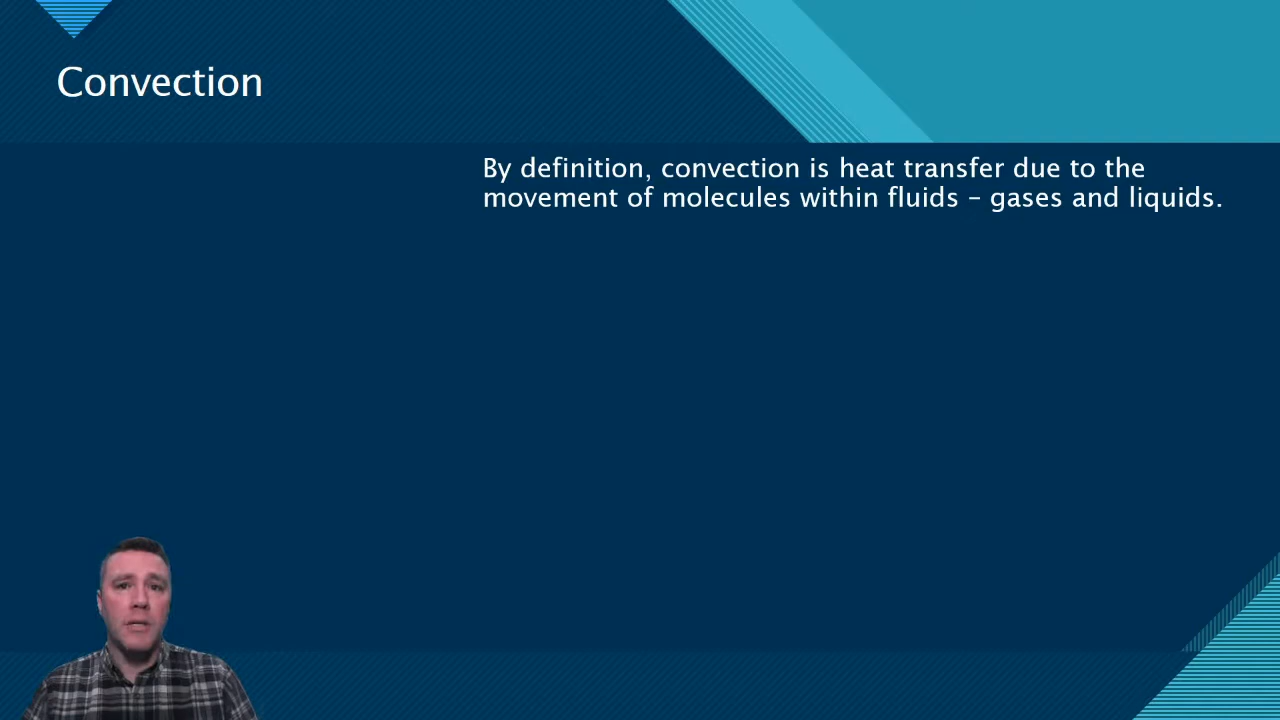 Convection
By definition, convection is heat transfer due to the
movement of molecules within fluids – gases and liquids.